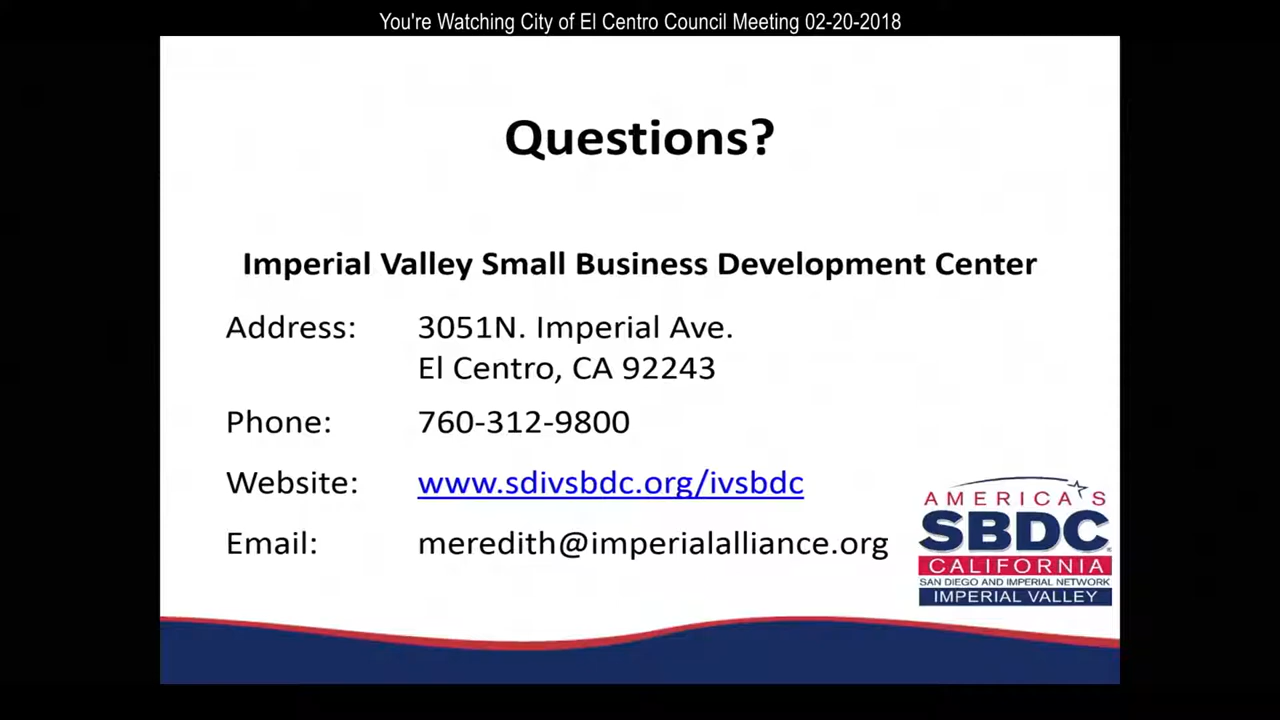 You're Watching City of El Centro Council Meeting 02-20-2018
Questions?
Imperial Valley Small Business Development Center
Address: 3051N. Imperial Ave.
El Centro, CA 92243
Phone: 760-312-9800
Website: www.sdivsbdc.org/ivsbdc
Email: meredith@imperialalliance.org
AMERICA'S
SBDC
CALIFORNIA
SAN DIEGO AND IMPERIAL NETWORK
IMPERIAL VALLEY